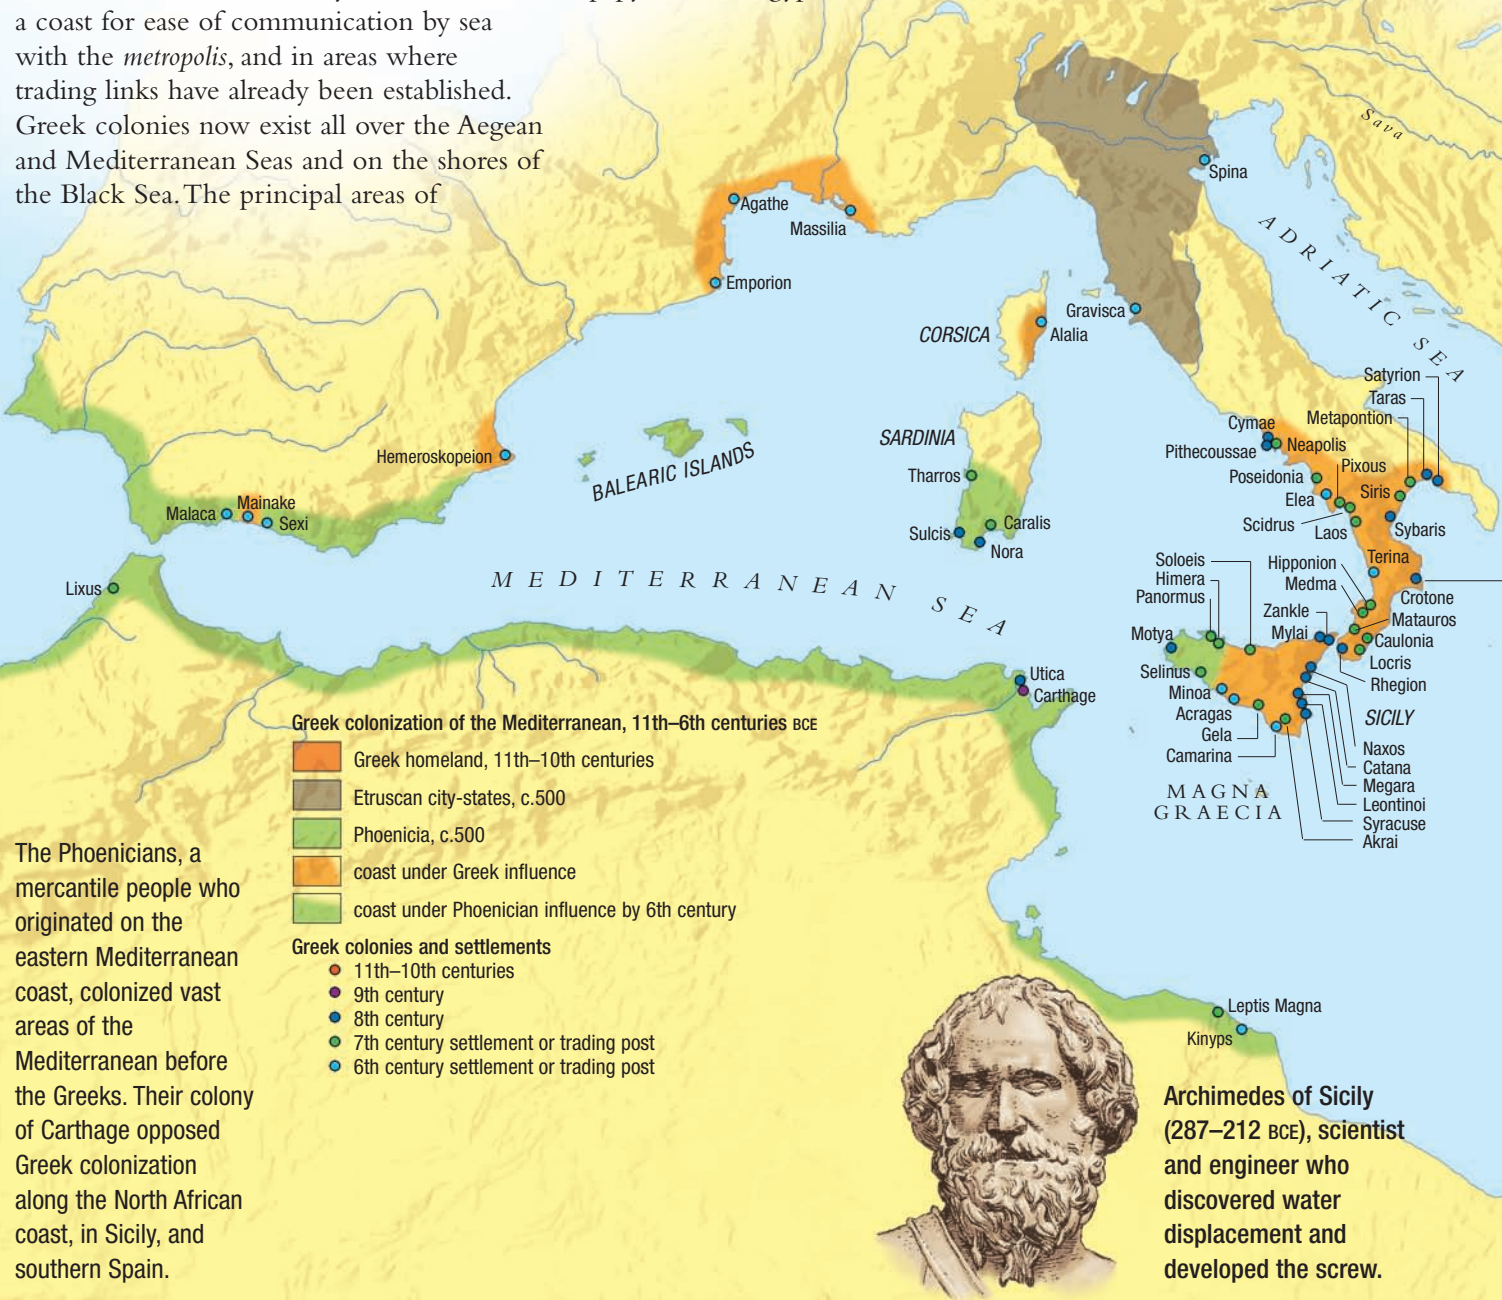 a coast for ease of communication by sea
with the metropolis, and in areas where
trading links have already been established.
Greek colonies now exist all over the Aegean
and Mediterranean Seas and on the shores of
the Black Sea. The principal areas of
Sava
Spina
Agathe
Massilia
Emporion
ADRIATIC SEA
Gravisca
CORSICA
Alalia
Satyrion
Taras
Metapontion
Cymae
Pithecoussae
Neapolis
SARDINIA
Hemeroskopeion
BALEARIC ISLANDS
Tharros
Poseidonia
Pixous
Elea
Siris
Scidrus
Laos
Sybaris
Mainake
Malaca
Sexi
Sulcis
Caralis
Nora
Terina
Soloeis
Himera
Panormus
Hipponion
Medma
Crotone
Lixus
MEDITERRANEAN SEA
Zankle
Mylai
Matauros
Caulonia
Motya
Locris
Rhegion
Selinus
Minoa
Utica
Carthage
Acragas
Gela
Camarina
SICILY
Naxos
Catana
Megara
Leontinoi
Syracuse
Akrai
MAGNA
GRAECIA
Greek colonization of the Mediterranean, 11th–6th centuries BCE
Greek homeland, 11th–10th centuries
Etruscan city-states, c.500
Phoenicia, c.500
coast under Greek influence
coast under Phoenician influence by 6th century
Greek colonies and settlements
11th–10th centuries
9th century
8th century
7th century settlement or trading post
6th century settlement or trading post
The Phoenicians, a
mercantile people who
originated on the
eastern Mediterranean
coast, colonized vast
areas of the
Mediterranean before
the Greeks. Their colony
of Carthage opposed
Greek colonization
along the North African
coast, in Sicily, and
southern Spain.
Leptis Magna
Kinyps
Archimedes of Sicily
(287–212 BCE), scientist
and engineer who
discovered water
displacement and
developed the screw.